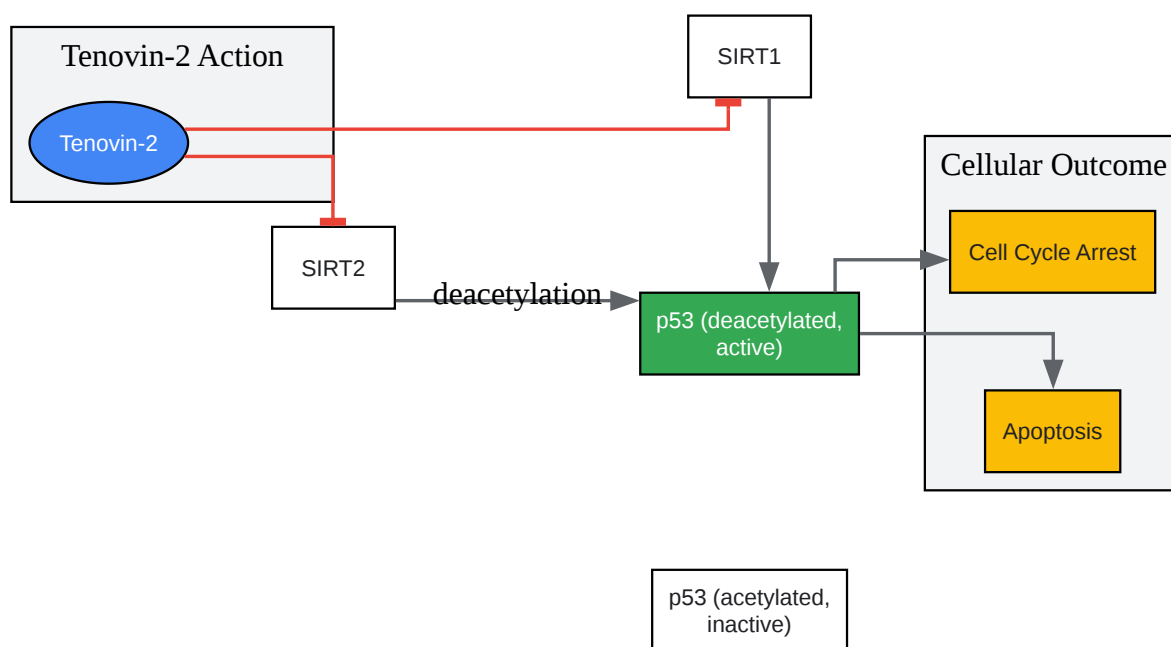 Tenovin-2 Action
Tenovin-2
SIRT1
SIRT2
deacetylation
p53 (deacetylated,
active)
Cellular Outcome
Cell Cycle Arrest
Apoptosis
p53 (acetylated,
inactive)